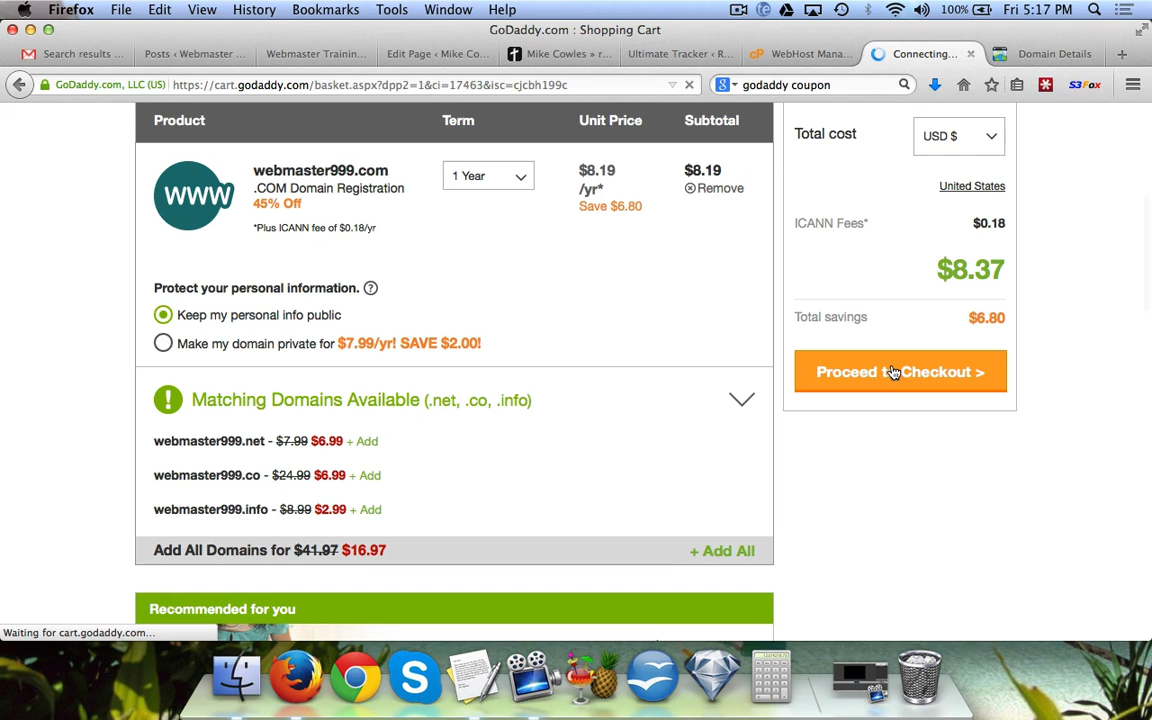 Firefox File Edit View History Bookmarks Tools Window Help 100% Fri 5:17 PM
GoDaddy.com : Shopping Cart
Search results ... Posts ‹ Webmaster ... Webmaster Trainin... Edit Page ‹ Mike Co... Mike Cowles » r... Ultimate Tracker ‹ R... cP WebHost Mana... Connecting... Domain Details
GoDaddy.com, LLC (US) https://cart.godaddy.com/basket.aspx?dpp2=1&ci=17463&isc=cjcbh199c godaddy coupon S3Fox
Product Term Unit Price Subtotal
Total cost USD $
www
webmaster999.com 1 Year $8.19 $8.19
.COM Domain Registration /yr* Remove
45% Off Save $6.80
*Plus ICANN fee of $0.18/yr
United States
ICANN Fees* $0.18
$8.37
Total savings $6.80
Proceed to Checkout >
Protect your personal information. ?
Keep my personal info public
Make my domain private for $7.99/yr! SAVE $2.00!
! Matching Domains Available (.net, .co, .info)
webmaster999.net - $7.99 $6.99 + Add
webmaster999.co - $24.99 $6.99 + Add
webmaster999.info - $8.99 $2.99 + Add
Add All Domains for $41.97 $16.97 + Add All
Recommended for you
Waiting for cart.godaddy.com...